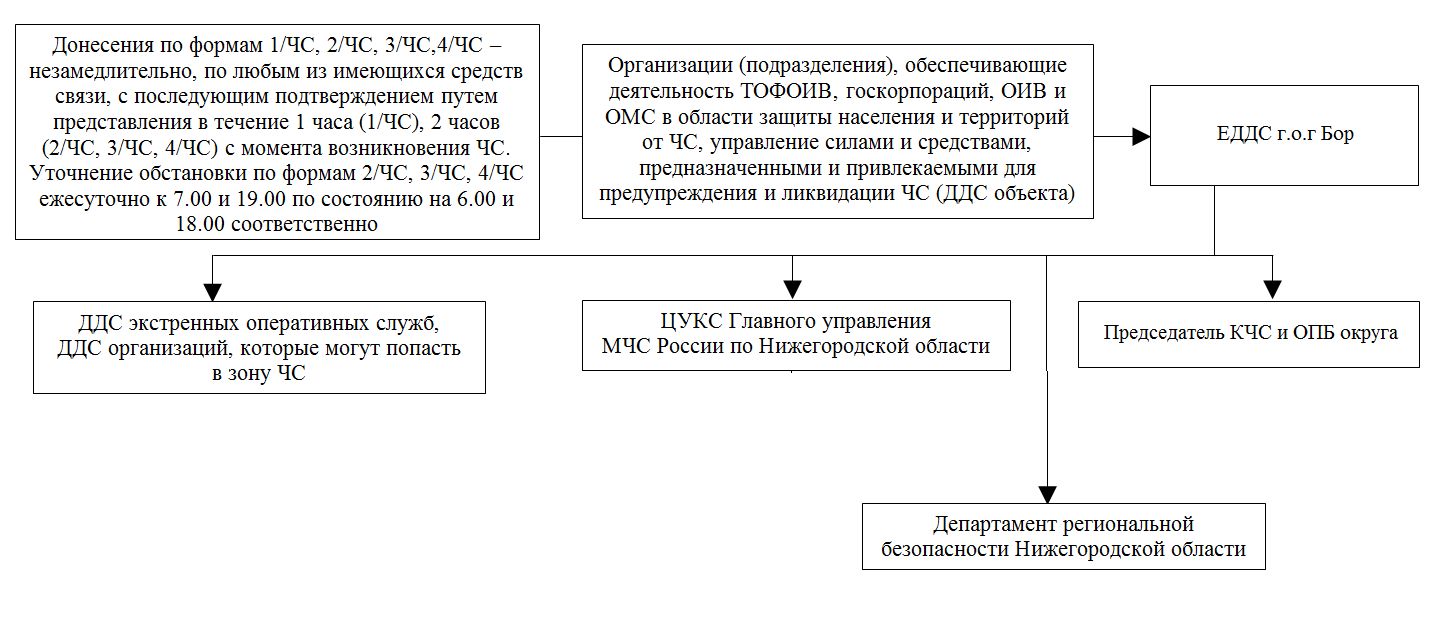 Донесения по формам 1/ЧС, 2/ЧС, 3/ЧС,4/ЧС –
незамедлительно, по любым из имеющихся средств
связи, с последующим подтверждением путем
представления в течение 1 часа (1/ЧС), 2 часов
(2/ЧС, 3/ЧС, 4/ЧС) с момента возникновения ЧС.
Уточнение обстановки по формам 2/ЧС, 3/ЧС, 4/ЧС
ежесуточно к 7.00 и 19.00 по состоянию на 6.00 и
18.00 соответственно
Организации (подразделения), обеспечивающие
деятельность ТОФОИВ, госкорпораций, ОИВ и
ОМС в области защиты населения и территорий
от ЧС, управление силами и средствами,
предназначенными и привлекаемыми для
предупреждения и ликвидации ЧС (ДДС объекта)
ЕДДС г.о.г Бор
ДДС экстренных оперативных служб,
ДДС организаций, которые могут попасть
в зону ЧС
ЦУКС Главного управления
МЧС России по Нижегородской области
Председатель КЧС и ОПБ округа
Департамент региональной
безопасности Нижегородской области